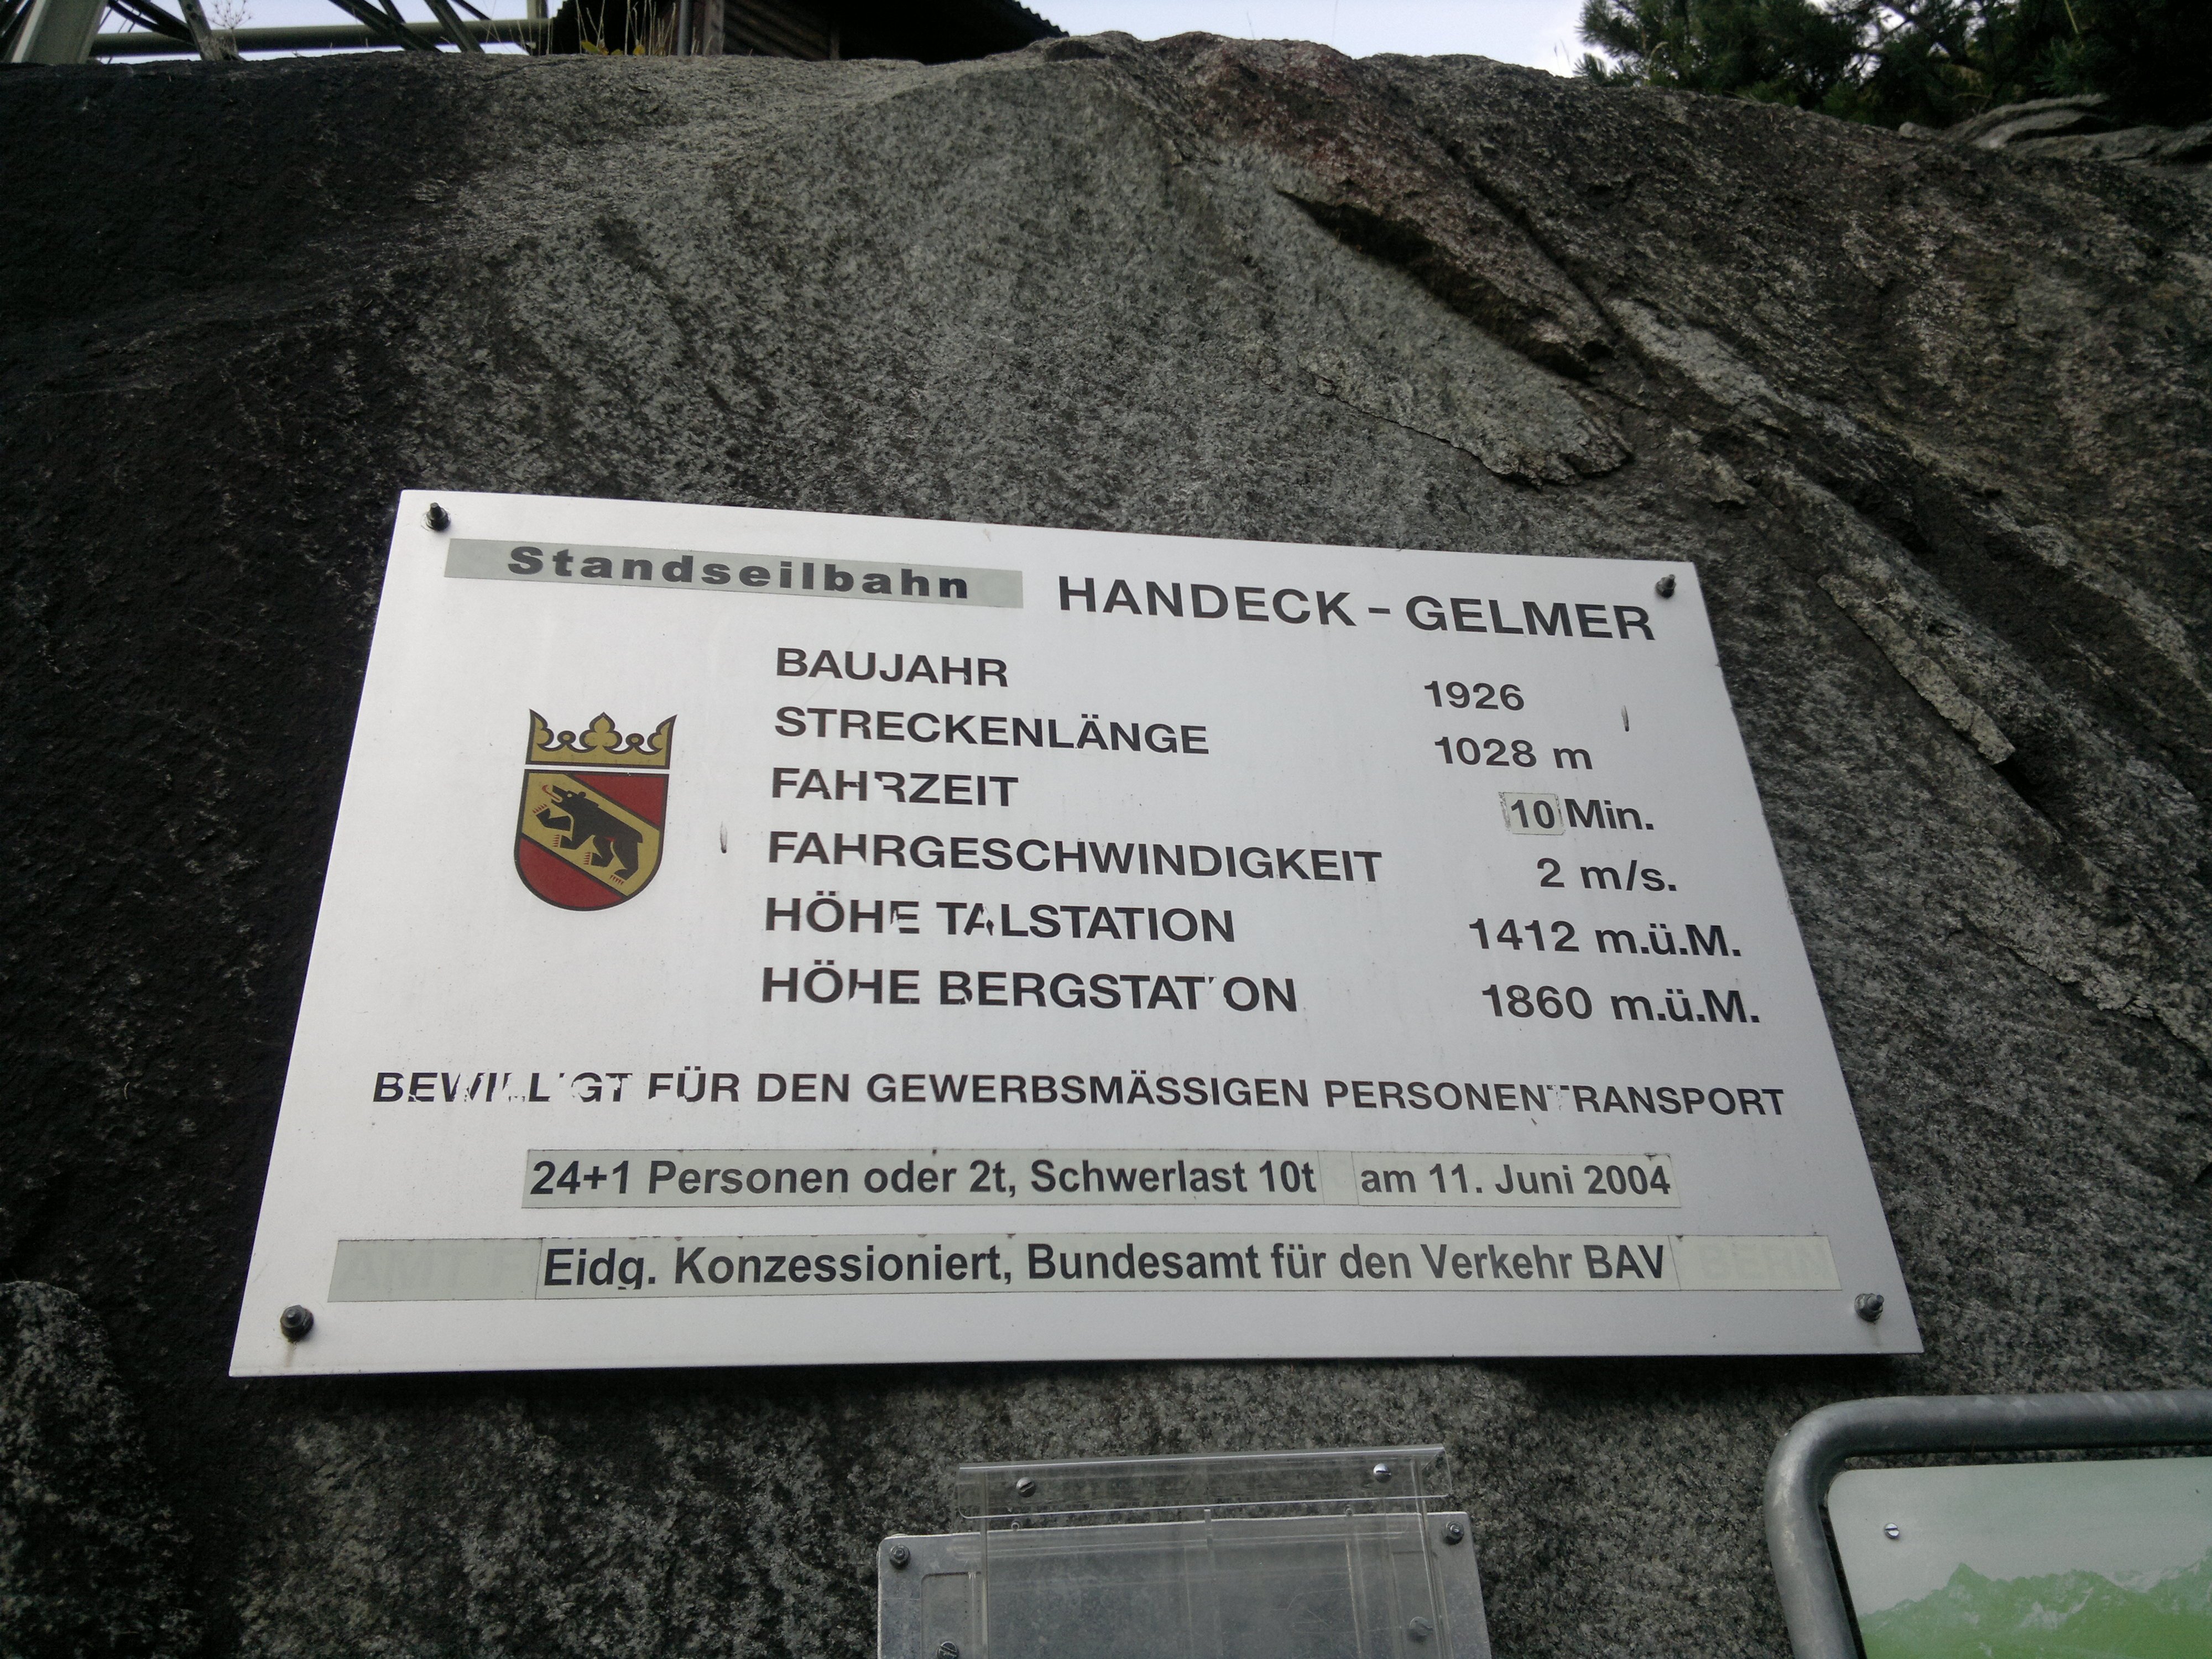 Standseilbahn HANDECK - GELMER
BAUJAHR 1926
STRECKENLÄNGE 1028 m
FAHRZEIT 10 Min.
FAHRGESCHWINDIGKEIT 2 m/s.
HÖHE TALSTATION 1412 m.ü.M.
HÖHE BERGSTATION 1860 m.ü.M.
BEWILLIGT FÜR DEN GEWERBSMÄSSIGEN PERSONENTRANSPORT
24+1 Personen oder 2t, Schwerlast 10t am 11. Juni 2004
Eidg. Konzessioniert, Bundesamt für den Verkehr BAV